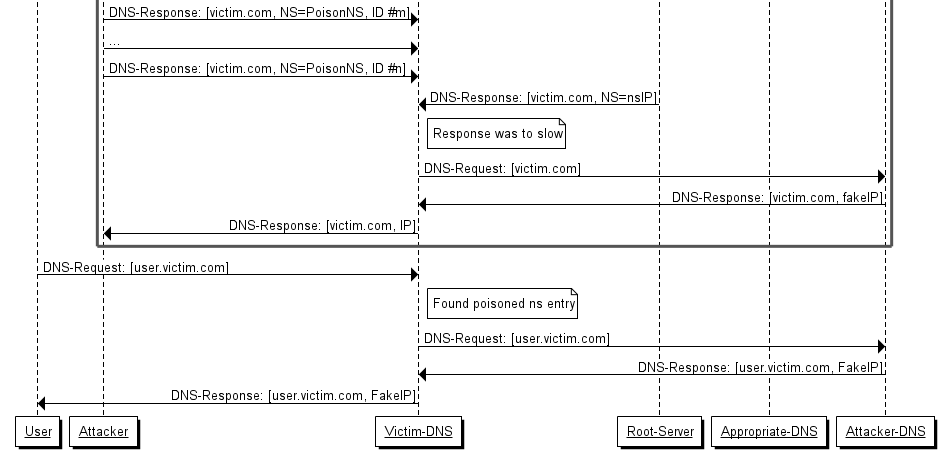 DNS-Response: [victim.com, NS=PoisonNS, ID #m]
...
DNS-Response: [victim.com, NS=PoisonNS, ID #n]
DNS-Response: [victim.com, NS=nsIP]
Response was to slow
DNS-Request: [victim.com]
DNS-Response: [victim.com, fakeIP]
DNS-Response: [victim.com, IP]
DNS-Request: [user.victim.com]
Found poisoned ns entry
DNS-Request: [user.victim.com]
DNS-Response: [user.victim.com, FakeIP]
DNS-Response: [user.victim.com, FakeIP]
User Attacker Victim-DNS Root-Server Appropriate-DNS Attacker-DNS